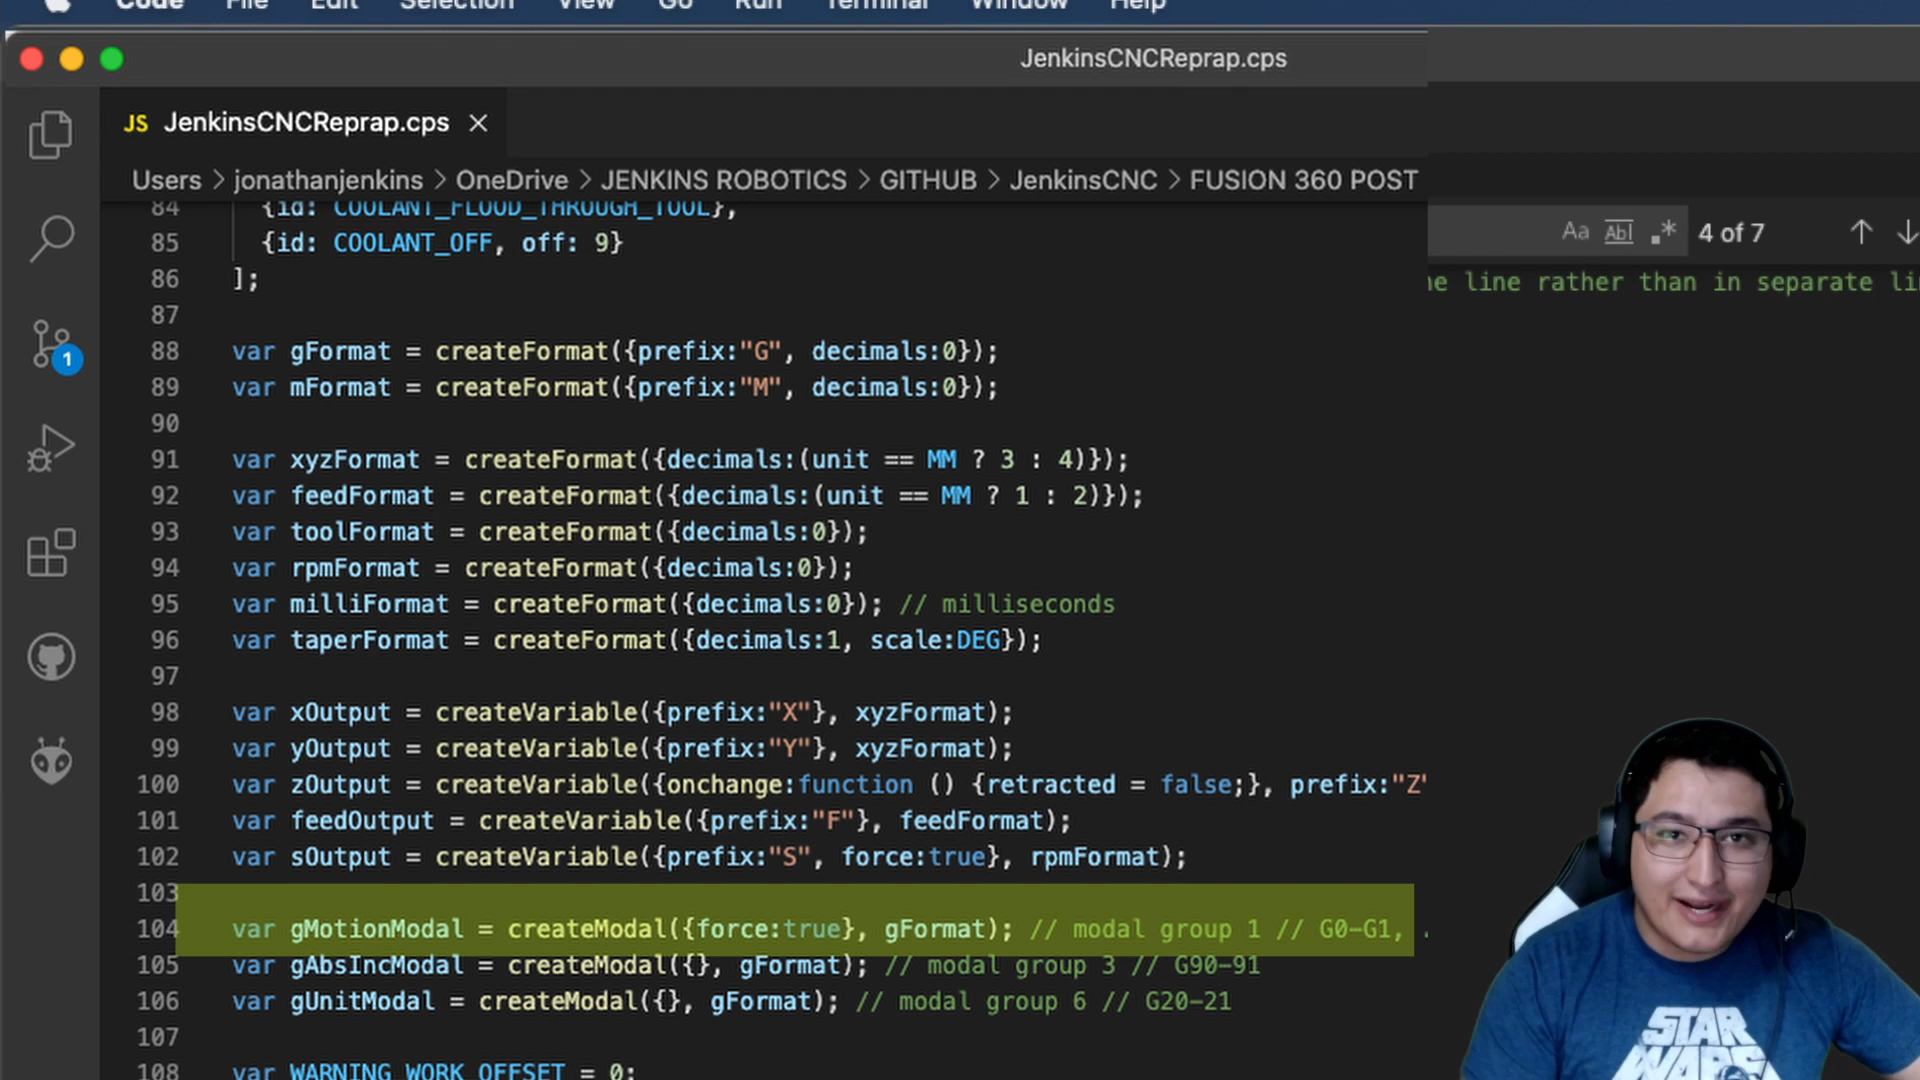 Code File Edit Selection View Go Run Terminal Window Help
JenkinsCNCReprap.cps
JS JenkinsCNCReprap.cps
Users > jonathanjenkins > OneDrive > JENKINS ROBOTICS > GITHUB > JenkinsCNC > FUSION 360 POST
Aa Abl .* 4 of 7
line rather than in separate
1
84 {id: COOLANT_FLOOD_THROUGH_TOOL},
85 {id: COOLANT_OFF, off: 9}
86 ];
87
88 var gFormat = createFormat({prefix:"G", decimals:0});
89 var mFormat = createFormat({prefix:"M", decimals:0});
90
91 var xyzFormat = createFormat({decimals:(unit == MM ? 3 : 4)});
92 var feedFormat = createFormat({decimals:(unit == MM ? 1 : 2)});
93 var toolFormat = createFormat({decimals:0});
94 var rpmFormat = createFormat({decimals:0});
95 var milliFormat = createFormat({decimals:0}); // milliseconds
96 var taperFormat = createFormat({decimals:1, scale:DEG});
97
98 var xOutput = createVariable({prefix:"X"}, xyzFormat);
99 var yOutput = createVariable({prefix:"Y"}, xyzFormat);
100 var zOutput = createVariable({onchange:function () {retracted = false;}, prefix:"Z"
101 var feedOutput = createVariable({prefix:"F"}, feedFormat);
102 var sOutput = createVariable({prefix:"S", force:true}, rpmFormat);
103
104 var gMotionModal = createModal({force:true}, gFormat); // modal group 1 // G0-G1,
105 var gAbsIncModal = createModal({}, gFormat); // modal group 3 // G90-91
106 var gUnitModal = createModal({}, gFormat); // modal group 6 // G20-21
107
108 var WARNING_WORK_OFFSET = 0;
STAR
WARS